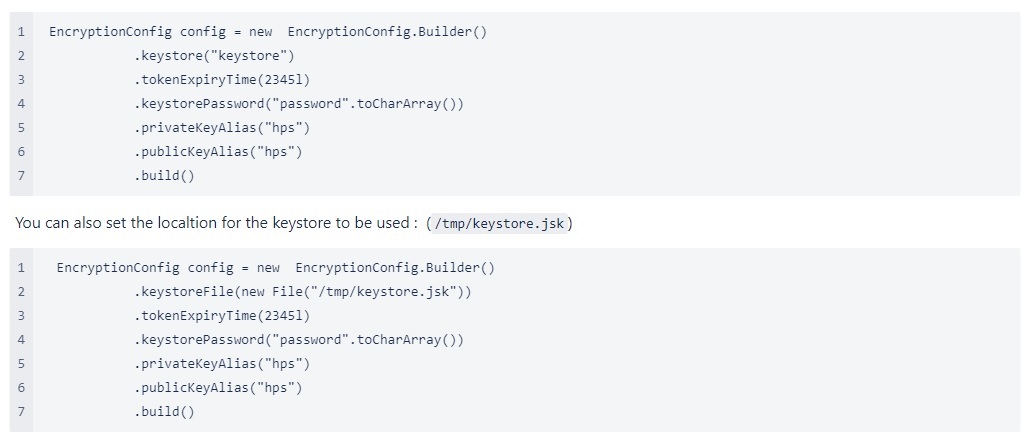 1 EncryptionConfig config = new  EncryptionConfig.Builder()
2 .keystore("keystore")
3 .tokenExpiryTime(2345l)
4 .keystorePassword("password".toCharArray())
5 .privateKeyAlias("hps")
6 .publicKeyAlias("hps")
7 .build()
You can also set the localtion for the keystore to be used : (/tmp/keystore.jsk)
1 EncryptionConfig config = new  EncryptionConfig.Builder()
2 .keystoreFile(new File("/tmp/keystore.jsk"))
3 .tokenExpiryTime(2345l)
4 .keystorePassword("password".toCharArray())
5 .privateKeyAlias("hps")
6 .publicKeyAlias("hps")
7 .build()